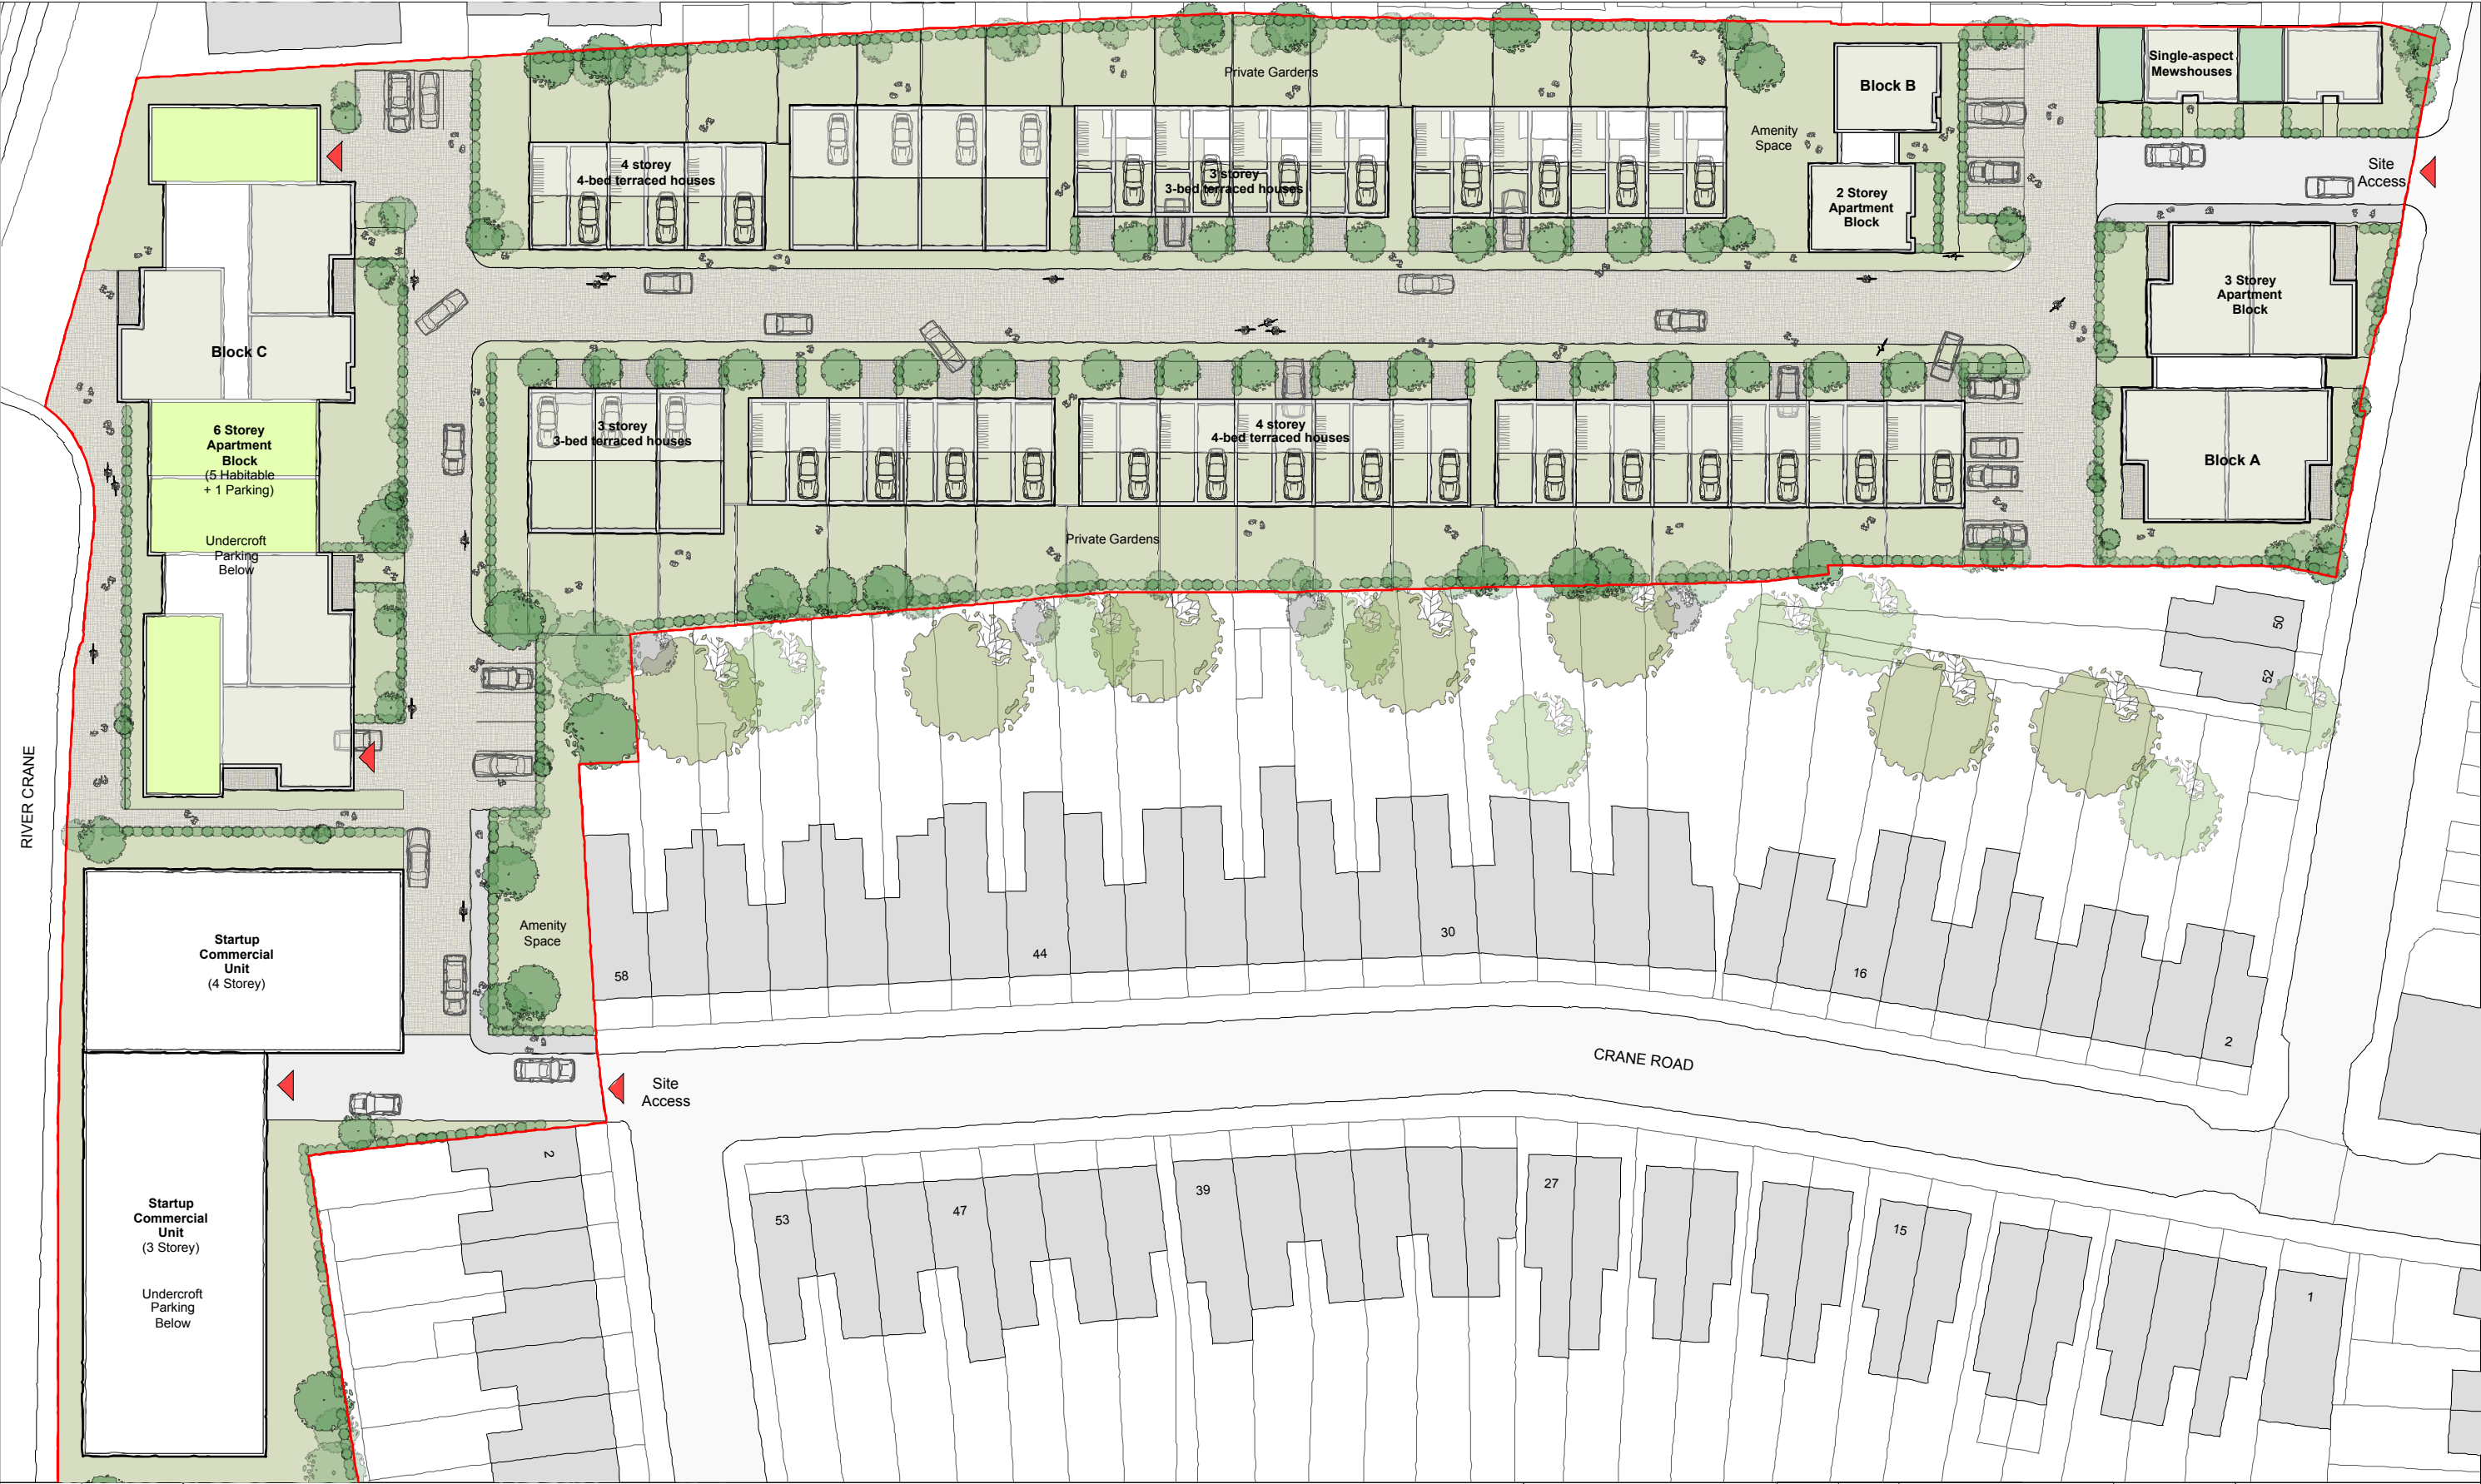 Single-aspect
Mewshouses
Private Gardens
Block B
Amenity
Space
Site
Access
4 storey
4-bed terraced houses
3 storey
3-bed terraced houses
2 Storey
Apartment
Block
3 Storey
Apartment
Block
Block C
6 Storey
Apartment
Block
(5 Habitable
+ 1 Parking)
Undercroft
Parking
Below
3 storey
3-bed terraced houses
4 storey
4-bed terraced houses
Block A
Private Gardens
50
52
RIVER CRANE
Amenity
Space
Startup
Commercial
Unit
(4 Storey)
58
44
30
16
2
CRANE ROAD
Site
Access
2
Startup
Commercial
Unit
(3 Storey)
Undercroft
Parking
Below
53
47
39
27
15
1